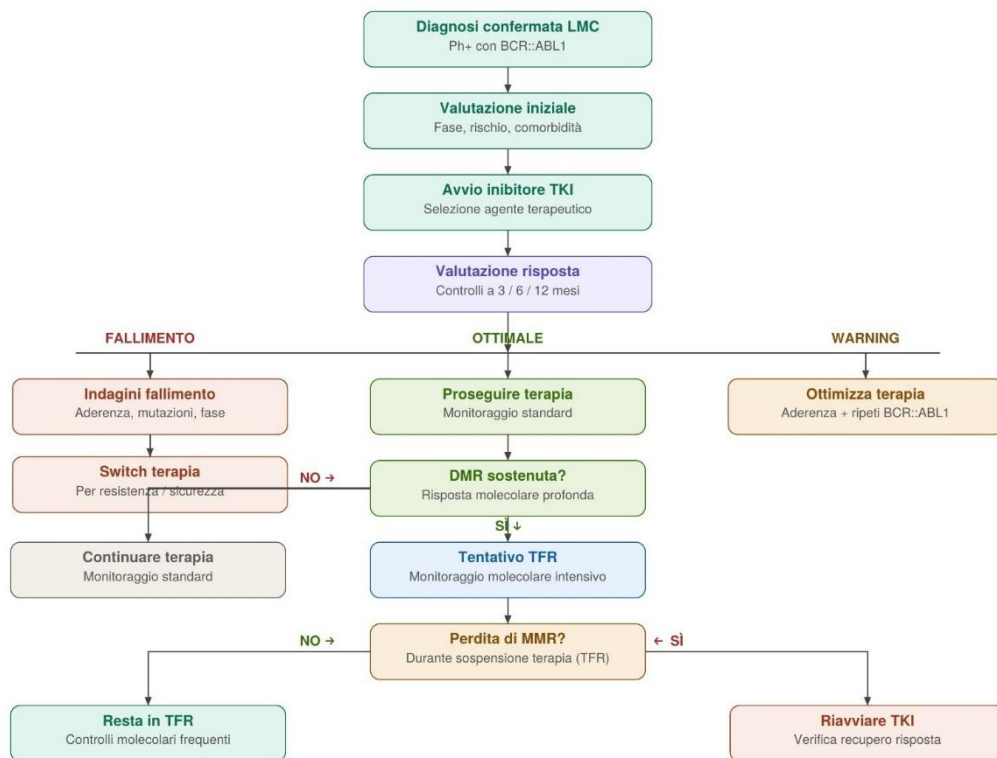 Diagnosi confermata LMC
Ph+ con BCR::ABL1
Valutazione iniziale
Fase, rischio, comorbidità
Avvio inibitore TKI
Selezione agente terapeutico
Valutazione risposta
Controlli a 3 / 6 / 12 mesi
FALLIMENTO
OTTIMALE
WARNING
Indagini fallimento
Aderenza, mutazioni, fase
Proseguire terapia
Monitoraggio standard
Ottimizza terapia
Aderenza + ripeti BCR::ABL1
Switch terapia
Per resistenza / sicurezza
NO →
DMR sostenuta?
Risposta molecolare profonda
SÌ ↓
Continuare terapia
Monitoraggio standard
Tentativo TFR
Monitoraggio molecolare intensivo
NO →
Perdita di MMR?
Durante sospensione terapia (TFR)
← SÌ
Resta in TFR
Controlli molecolari frequenti
Riavviare TKI
Verifica recupero risposta